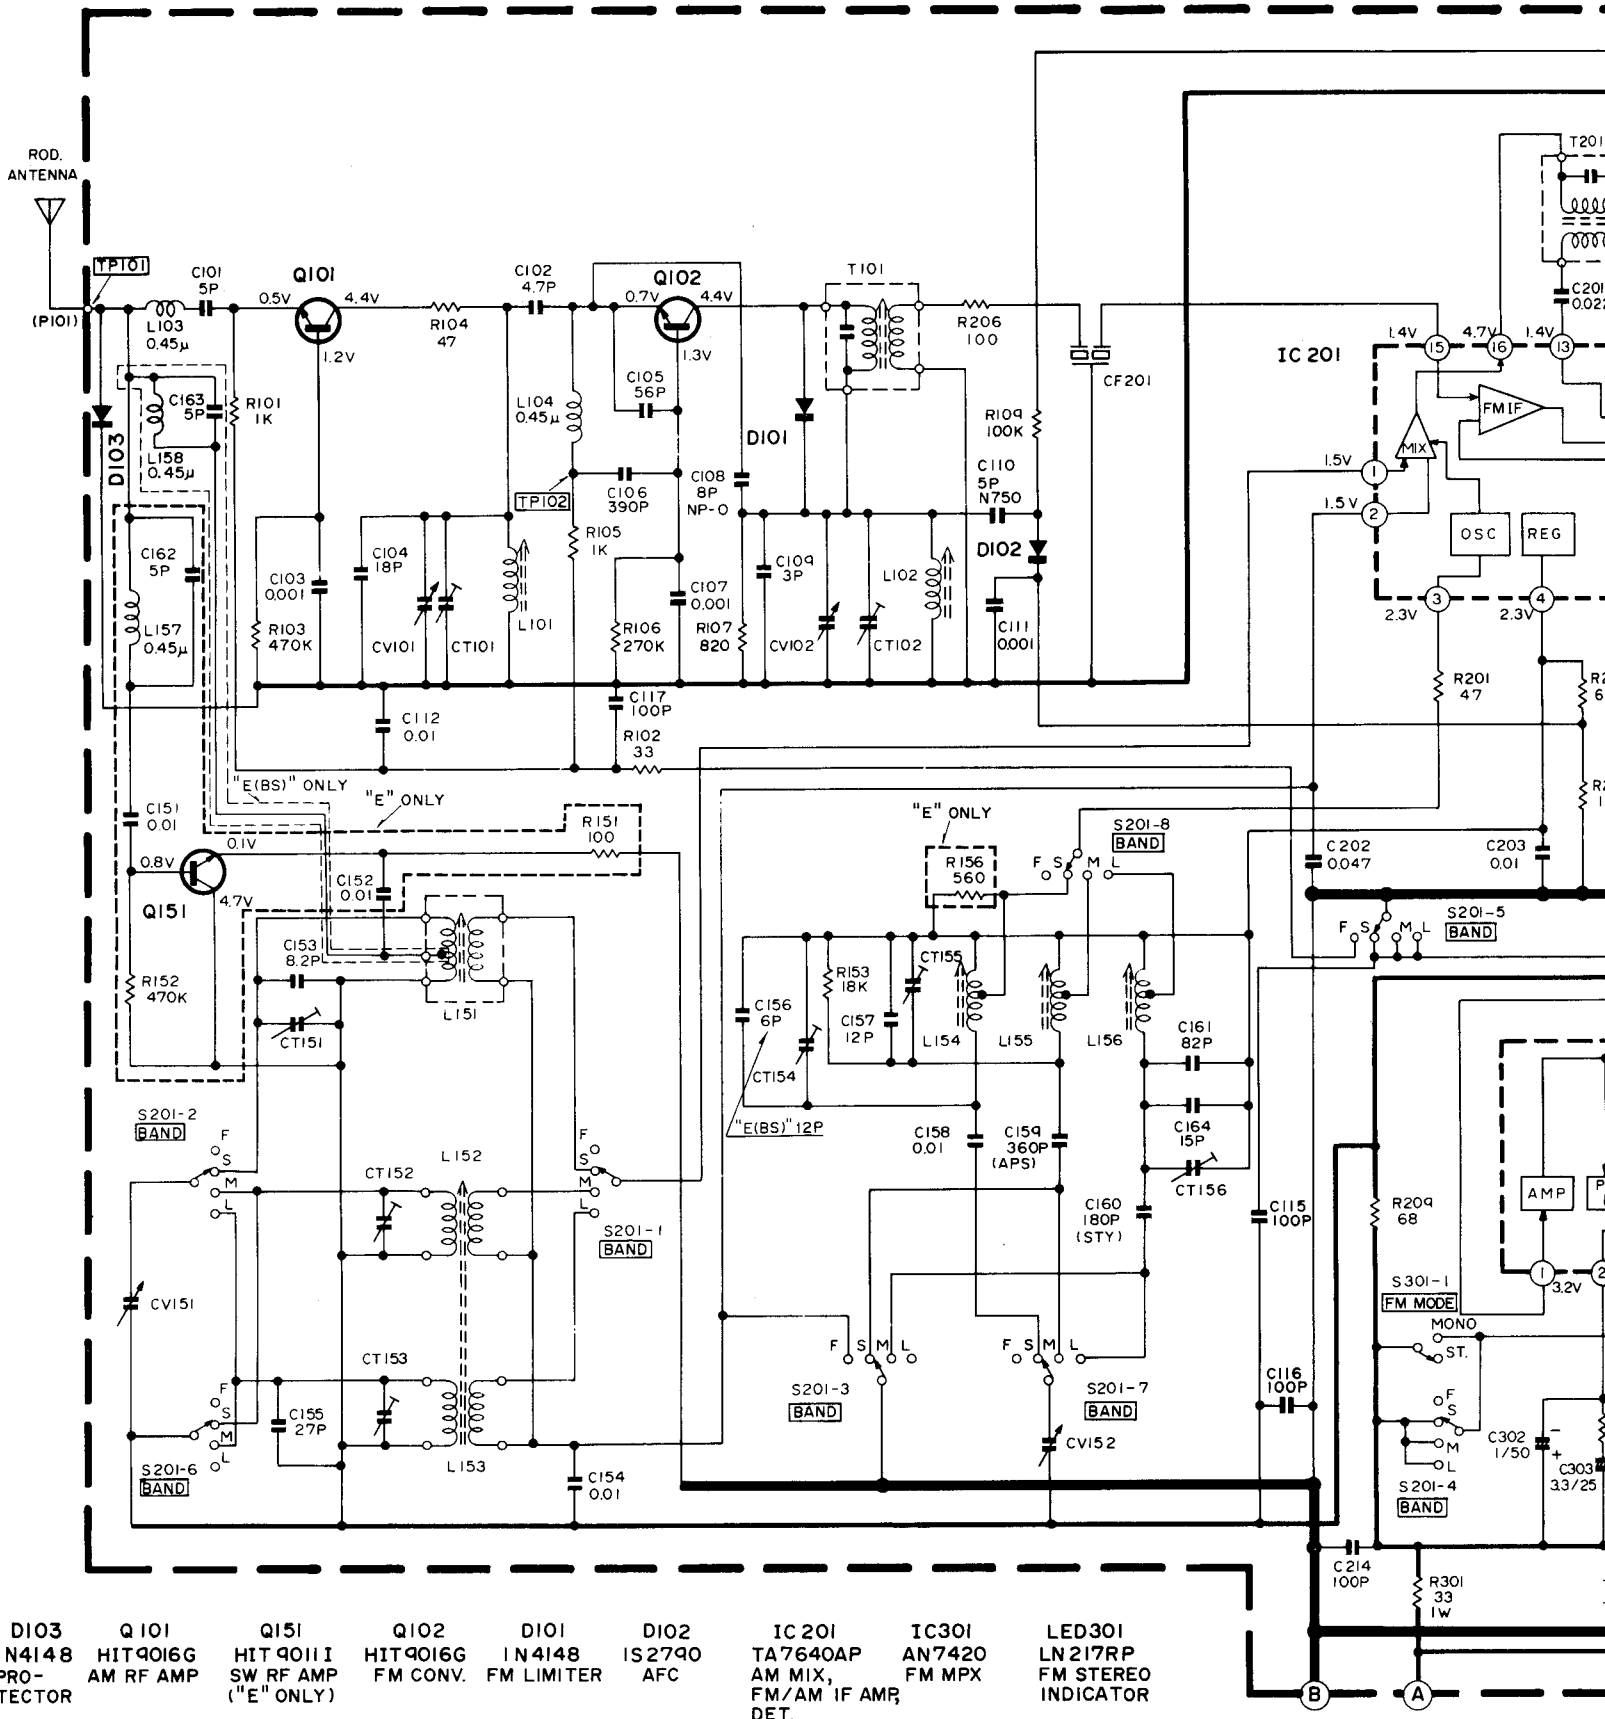 ROD.
ANTENNA
TP101
(P101)
C101
5P
L103
0.45μ
Q101
0.5V
4.4V
1.2V
R104
47
C102
4.7P
Q102
0.7V
4.4V
1.3V
T101
R206
100
CF201
IC 201
T201
C201
0.022
1.4V
15
4.7V
16
1.4V
13
FM IF
MIX
1.5V
1
1.5V
2
OSC
REG
3
2.3V
4
2.3V
D103
C163
5P
L158
0.45μ
R101
1K
C105
56P
L104
0.45μ
TP102
C106
390P
C108
8P
NP-O
D101
R109
100K
C110
5P
N750
D102
C162
5P
L157
0.45μ
C103
0.001
R103
470K
C104
18P
CV101
CT101
L101
R105
1K
R106
270K
C107
0.001
R107
820
C109
3P
CV102
CT102
L102
C111
0.001
R201
47
C112
0.01
C117
100P
R102
33
"E(BS)" ONLY
"E" ONLY
C151
0.01
0.8V
0.1V
Q151
4.7V
R151
100
C152
0.01
"E" ONLY
R156
560
S201-8
BAND
F S M L
C202
0.047
C203
0.01
S201-5
BAND
F S M L
C153
8.2P
R152
470K
CT151
L151
C156
6P
R153
18K
CT155
C157
12P
CT154
L154
L155
L156
C161
82P
"E(BS)" 12P
C158
0.01
C159
360P
(APS)
C164
15P
CT156
C160
180P
(STY)
C115
100P
S201-2
BAND
F
S
M
L
CT152
L152
F
S
M
L
S201-1
BAND
CV151
CT153
L153
F
S
M
L
S201-6
BAND
C155
27P
C154
0.01
F S M L
S201-3
BAND
F S M L
S201-7
BAND
CV152
C116
100P
R209
68
AMP
1
3.2V
S301-1
FM MODE
MONO
ST.
F
S
M
L
S201-4
BAND
C302
1/50
C303
3.3/25
C214
100P
R301
33
1W
B
A
D103
N4148
PRO-
TECTOR
Q101
HIT9016G
AM RF AMP
Q151
HIT9011I
SW RF AMP
("E" ONLY)
Q102
HIT9016G
FM CONV.
D101
1N4148
FM LIMITER
D102
1S2790
AFC
IC201
TA7640AP
AM MIX,
FM/AM IF AMP,
DET.
IC301
AN7420
FM MPX
LED301
LN217RP
FM STEREO
INDICATOR